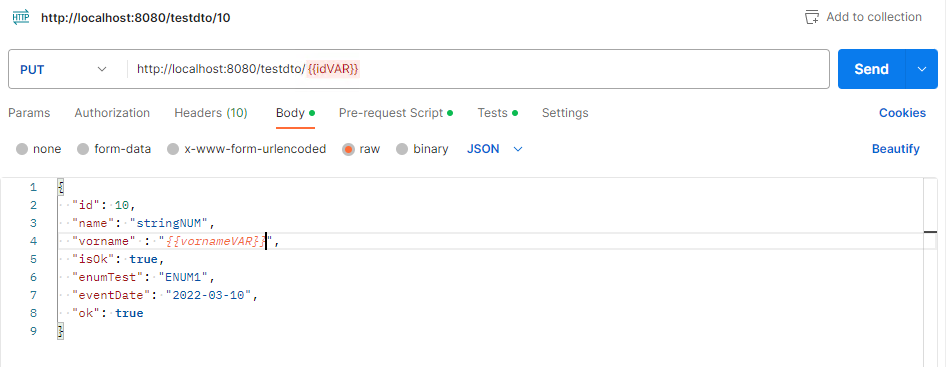 HTTP http://localhost:8080/testdto/10 Add to collection
PUT http://localhost:8080/testdto/{{idVAR}} Send
Params Authorization Headers (10) Body Pre-request Script Tests Settings Cookies
none form-data x-www-form-urlencoded raw binary JSON Beautify
1 {
2 "id": 10,
3 "name": "stringNUM",
4 "vorname" : "{{vornameVAR}}",
5 "isOk": true,
6 "enumTest": "ENUM1",
7 "eventDate": "2022-03-10",
8 "ok": true
9 }